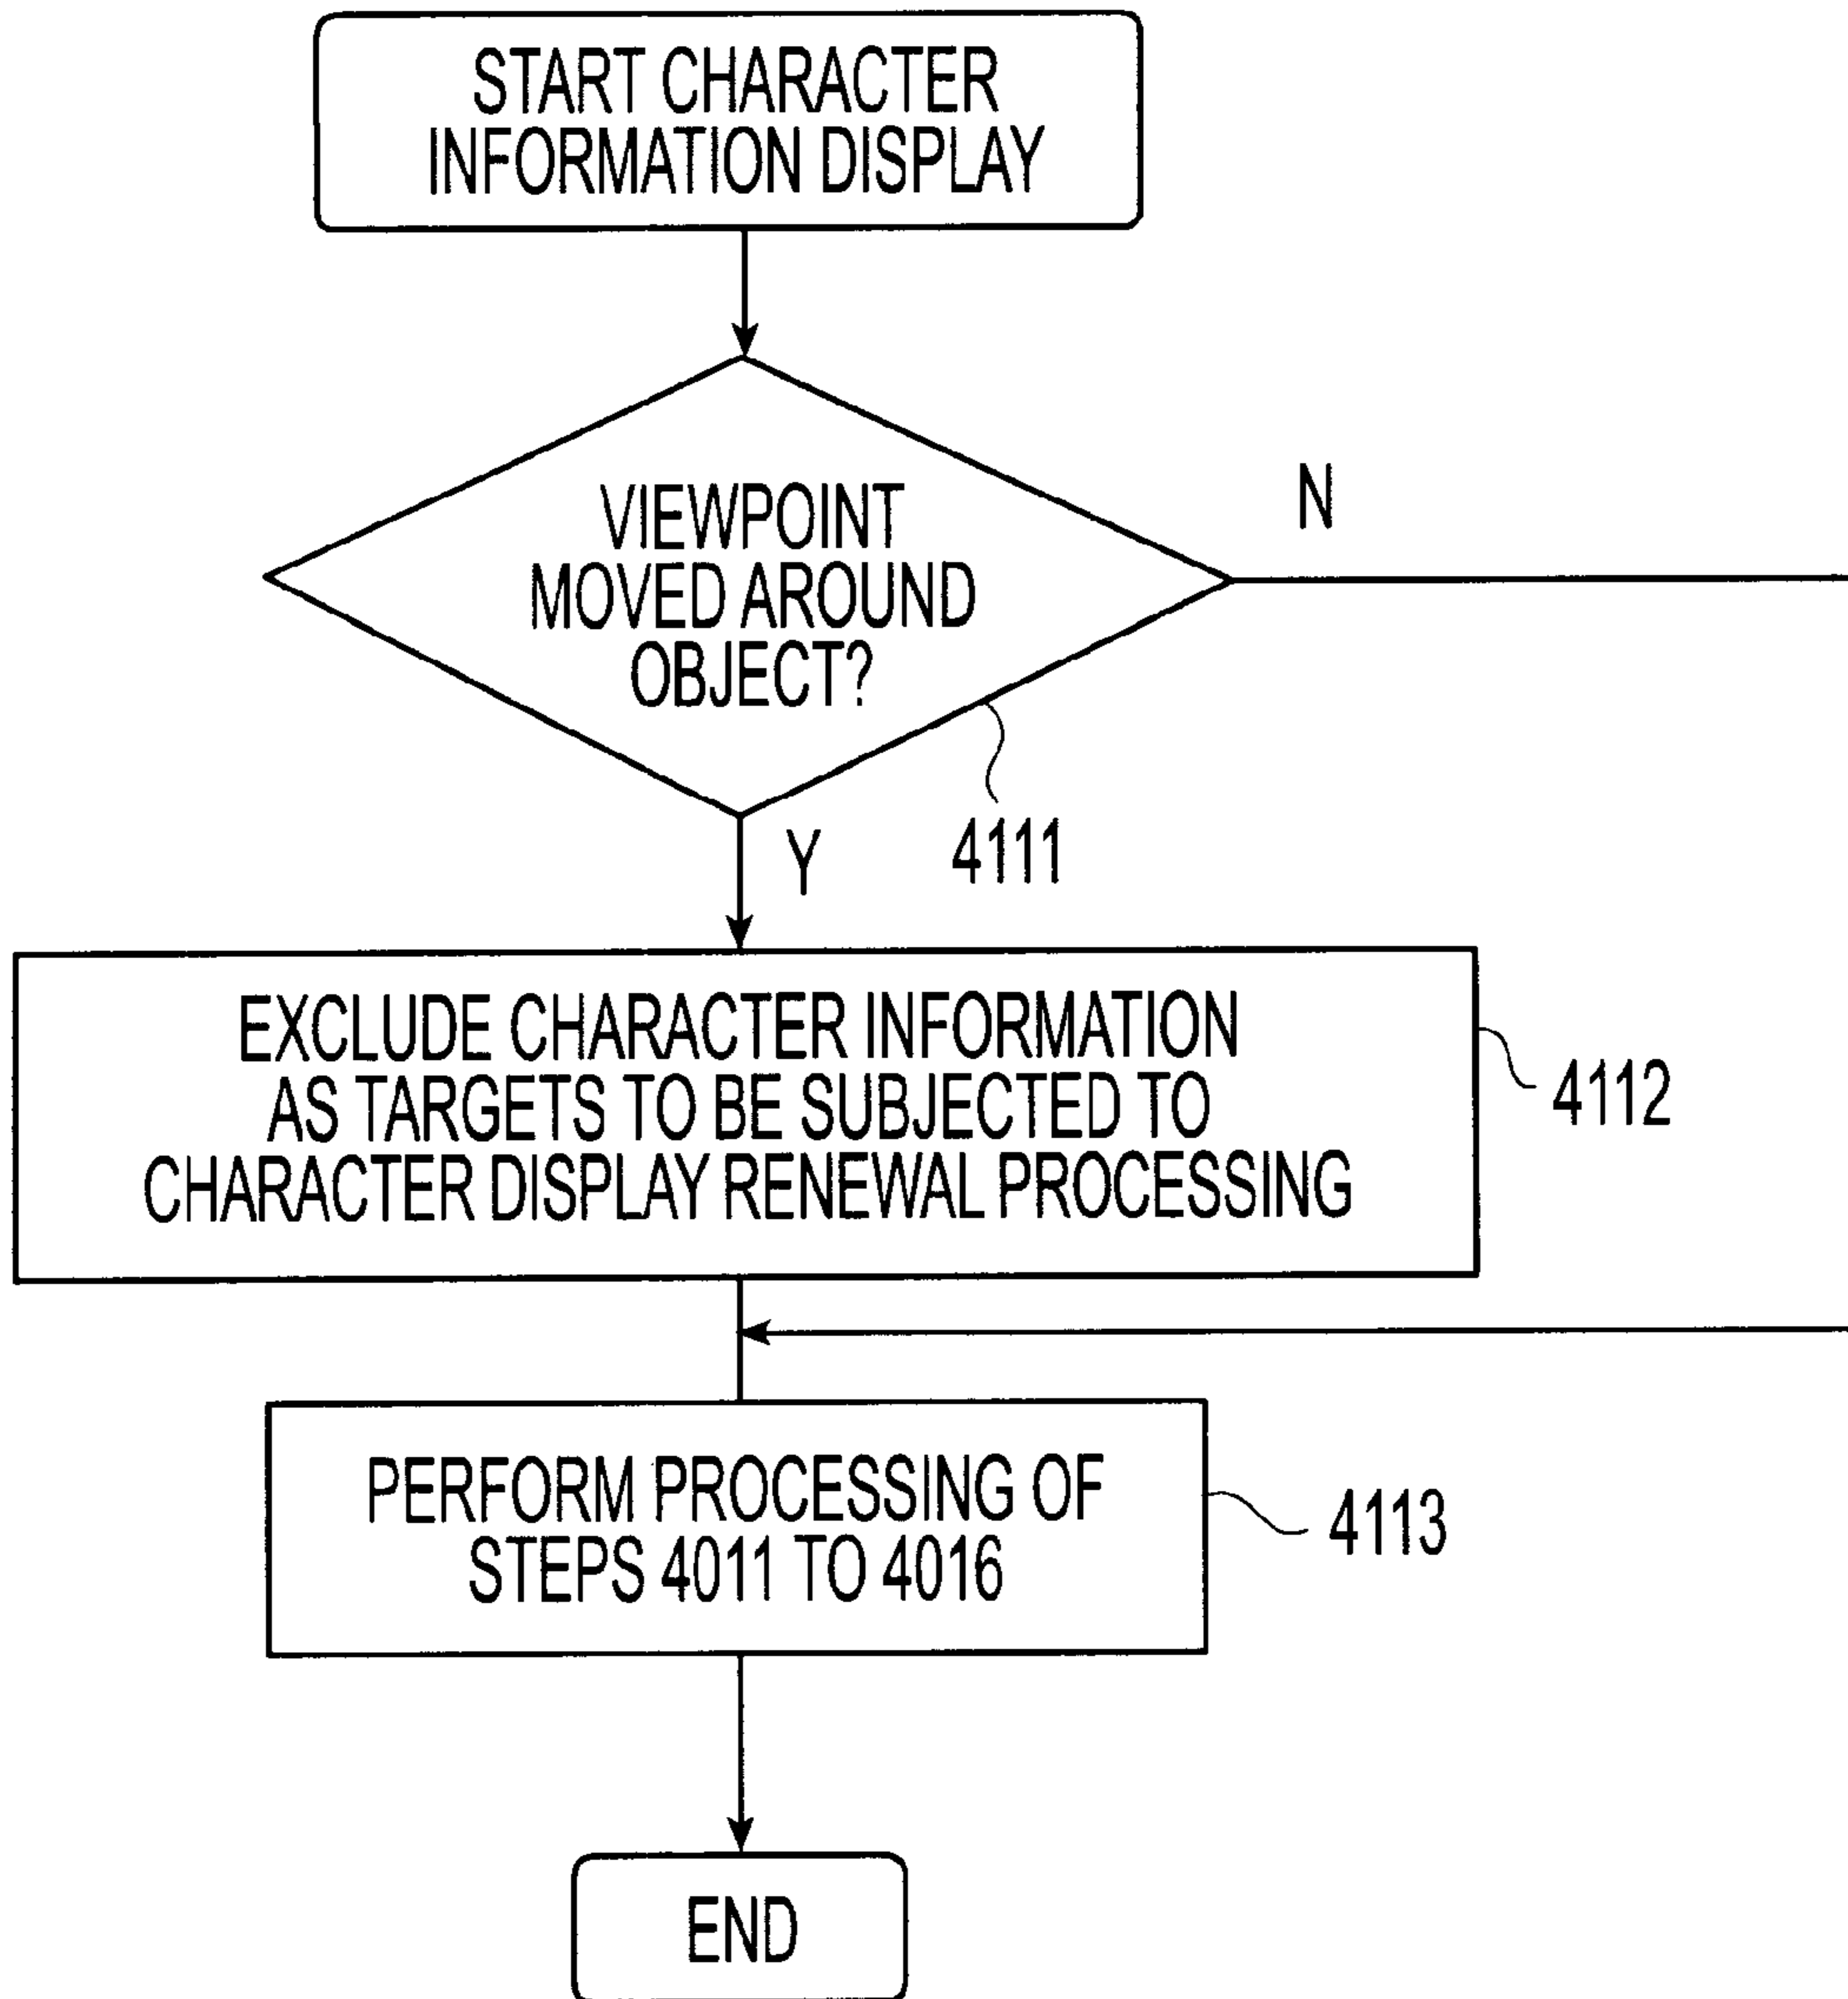 START CHARACTER
INFORMATION DISPLAY
VIEWPOINT
MOVED AROUND
OBJECT?
N
4111
Y
EXCLUDE CHARACTER INFORMATION
AS TARGETS TO BE SUBJECTED TO
CHARACTER DISPLAY RENEWAL PROCESSING
4112
PERFORM PROCESSING OF
STEPS 4011 TO 4016
4113
END